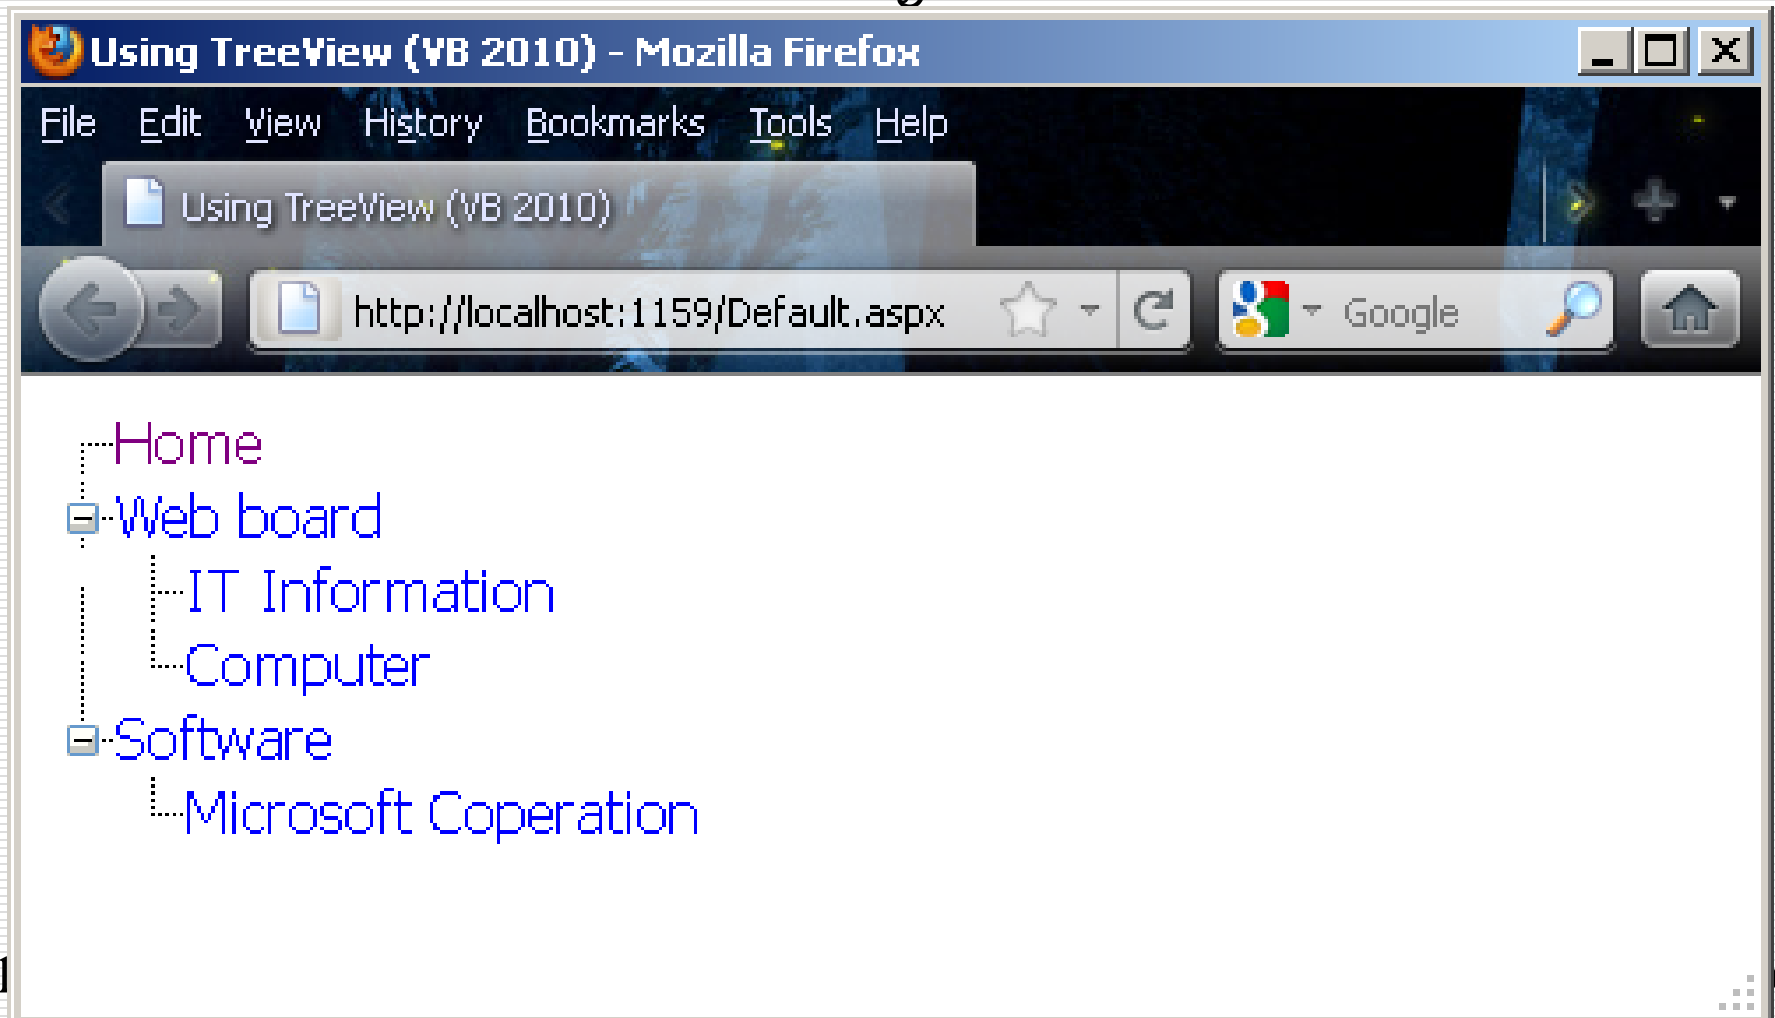 Using TreeView (VB 2010) - Mozilla Firefox
File Edit View History Bookmarks Tools Help
Using TreeView (VB 2010)
http://localhost:1159/Default.aspx Google
Home
Web board
IT Information
Computer
Software
Microsoft Coperation